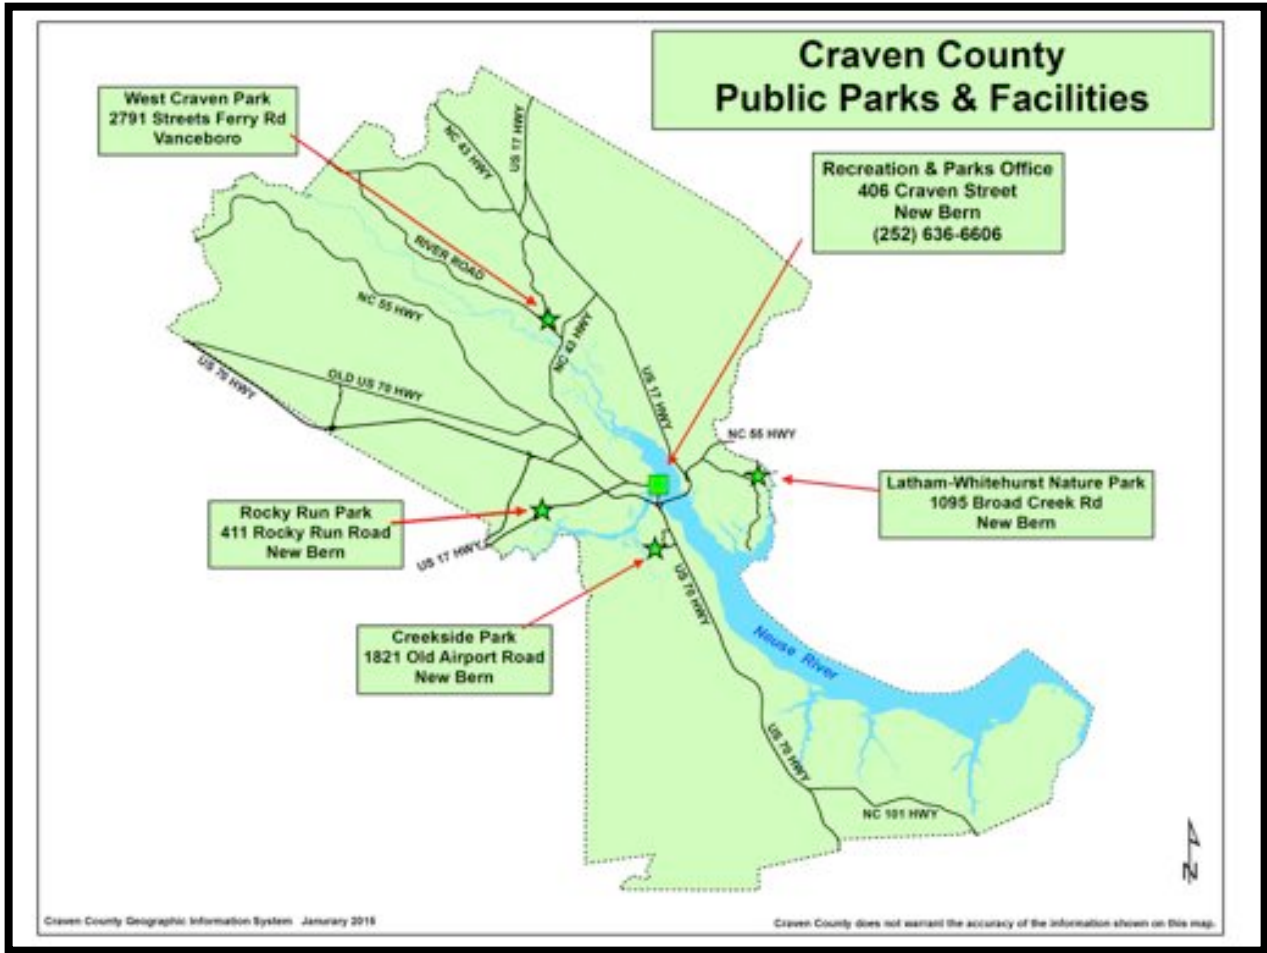 Craven County
Public Parks & Facilities
West Craven Park
2791 Streets Ferry Rd
Vanceboro
Recreation & Parks Office
406 Craven Street
New Bern
(252) 636-6606
NC 43 HWY
US 17 HWY
RIVER ROAD
NC 55 HWY
NC 43 HWY
US 70 HWY
OLD US 70 HWY
US 17 HWY
NC 55 HWY
Latham-Whitehurst Nature Park
1095 Broad Creek Rd
New Bern
Rocky Run Park
411 Rocky Run Road
New Bern
US 17 HWY
US 70 HWY
Creekside Park
1821 Old Airport Road
New Bern
Neuse River
US 70 HWY
NC 101 HWY
N
Craven County Geographic Information System Janurary 2015
Craven County does not warrant the accuracy of the information shown on this map.